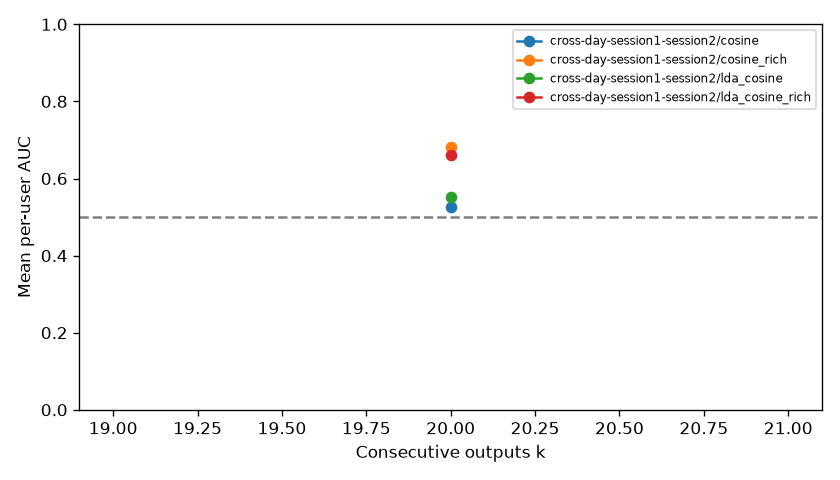 1.0
0.8
0.6
0.4
0.2
0.0
Mean per-user AUC
cross-day-session1-session2/cosine
cross-day-session1-session2/cosine_rich
cross-day-session1-session2/lda_cosine
cross-day-session1-session2/lda_cosine_rich
19.00 19.25 19.50 19.75 20.00 20.25 20.50 20.75 21.00
Consecutive outputs k